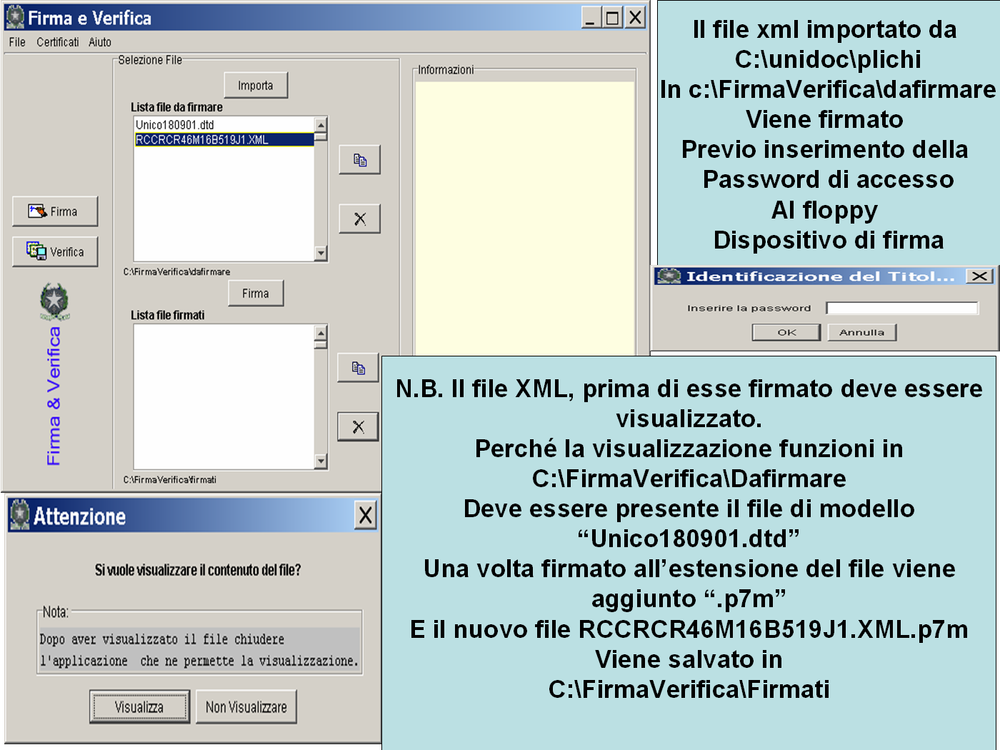 Firma e Verifica
File Certificati Aiuto
Selezione File
Importa
Lista file da firmare
Unico180901.dtd
RCCRCR46M16B519J1.XML
C:\FirmaVerifica\dafirmare
Firma
Lista file firmati
C:\FirmaVerifica\firmati
Firma
Verifica
Firma & Verifica
Informazioni
Il file xml importato da
C:\unidoc\plichi
In c:\FirmaVerifica\dafirmare
Viene firmato
Previo inserimento della
Password di accesso
Al floppy
Dispositivo di firma
Identificazione del Titol...
Inserire la password
OK Annulla
Attenzione
Si vuole visualizzare il contenuto del file?
Nota:
Dopo aver visualizzato il file chiudere
l'applicazione che ne permette la visualizzazione.
Visualizza Non Visualizzare
N.B. Il file XML, prima di esse firmato deve essere
visualizzato.
Perché la visualizzazione funzioni in
C:\FirmaVerifica\Dafirmare
Deve essere presente il file di modello
“Unico180901.dtd”
Una volta firmato all’estensione del file viene
aggiunto “.p7m”
E il nuovo file RCCRCR46M16B519J1.XML.p7m
Viene salvato in
C:\FirmaVerifica\Firmati